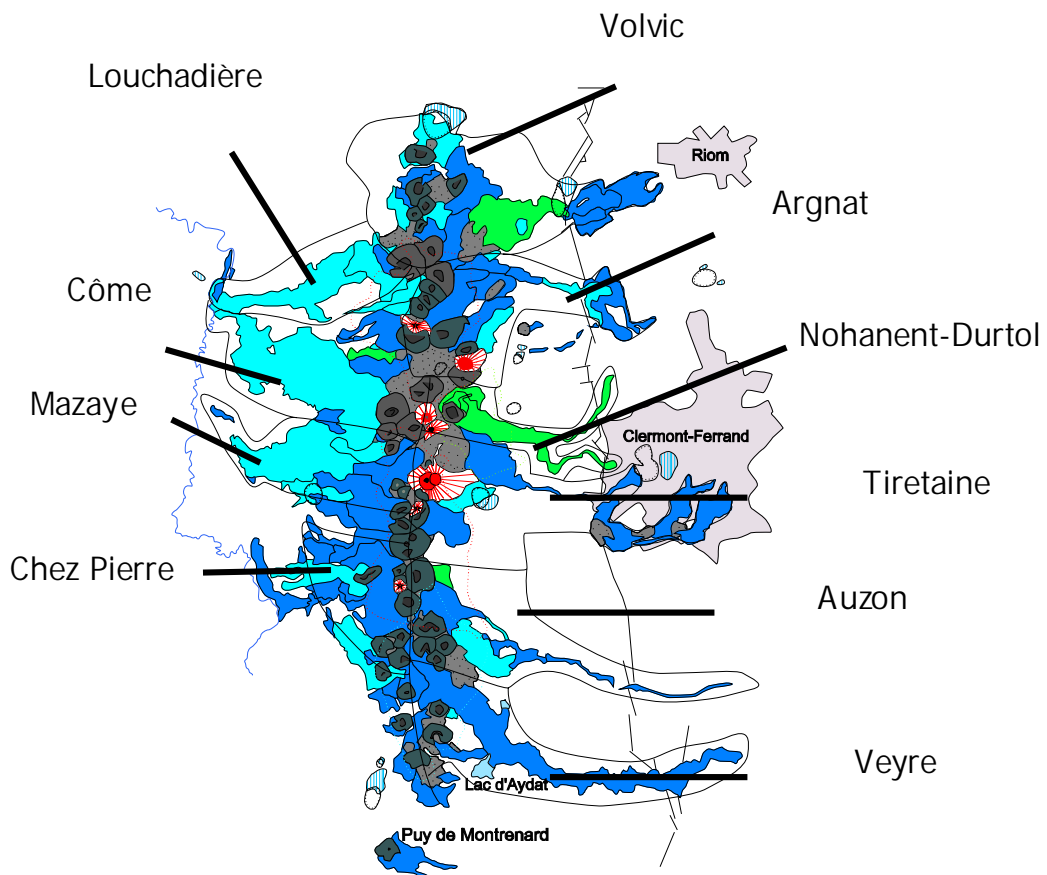 Volvic
Louchadière
Riom
Argnat
Côme
Nohanent-Durtol
Mazaye
Clermont-Ferrand
Tiretaine
Chez Pierre
Auzon
Veyre
Lac d'Aydat
Puy de Montrenard